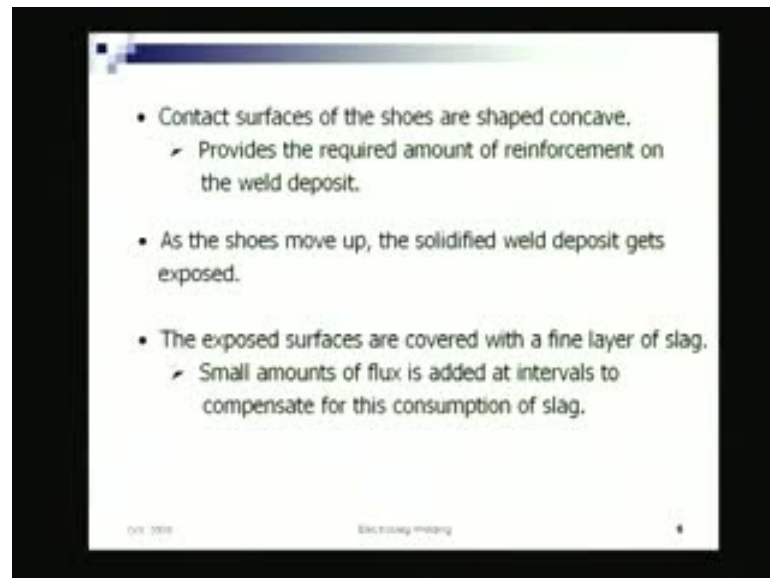 • Contact surfaces of the shoes are shaped concave.
Provides the required amount of reinforcement on
the weld deposit.
• As the shoes move up, the solidified weld deposit gets
exposed.
• The exposed surfaces are covered with a fine layer of slag.
Small amounts of flux is added at intervals to
compensate for this consumption of slag.
Electroslag Welding